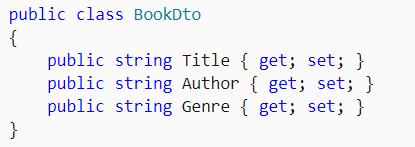 public class BookDto
{
    public string Title { get; set; }
    public string Author { get; set; }
    public string Genre { get; set; }
}